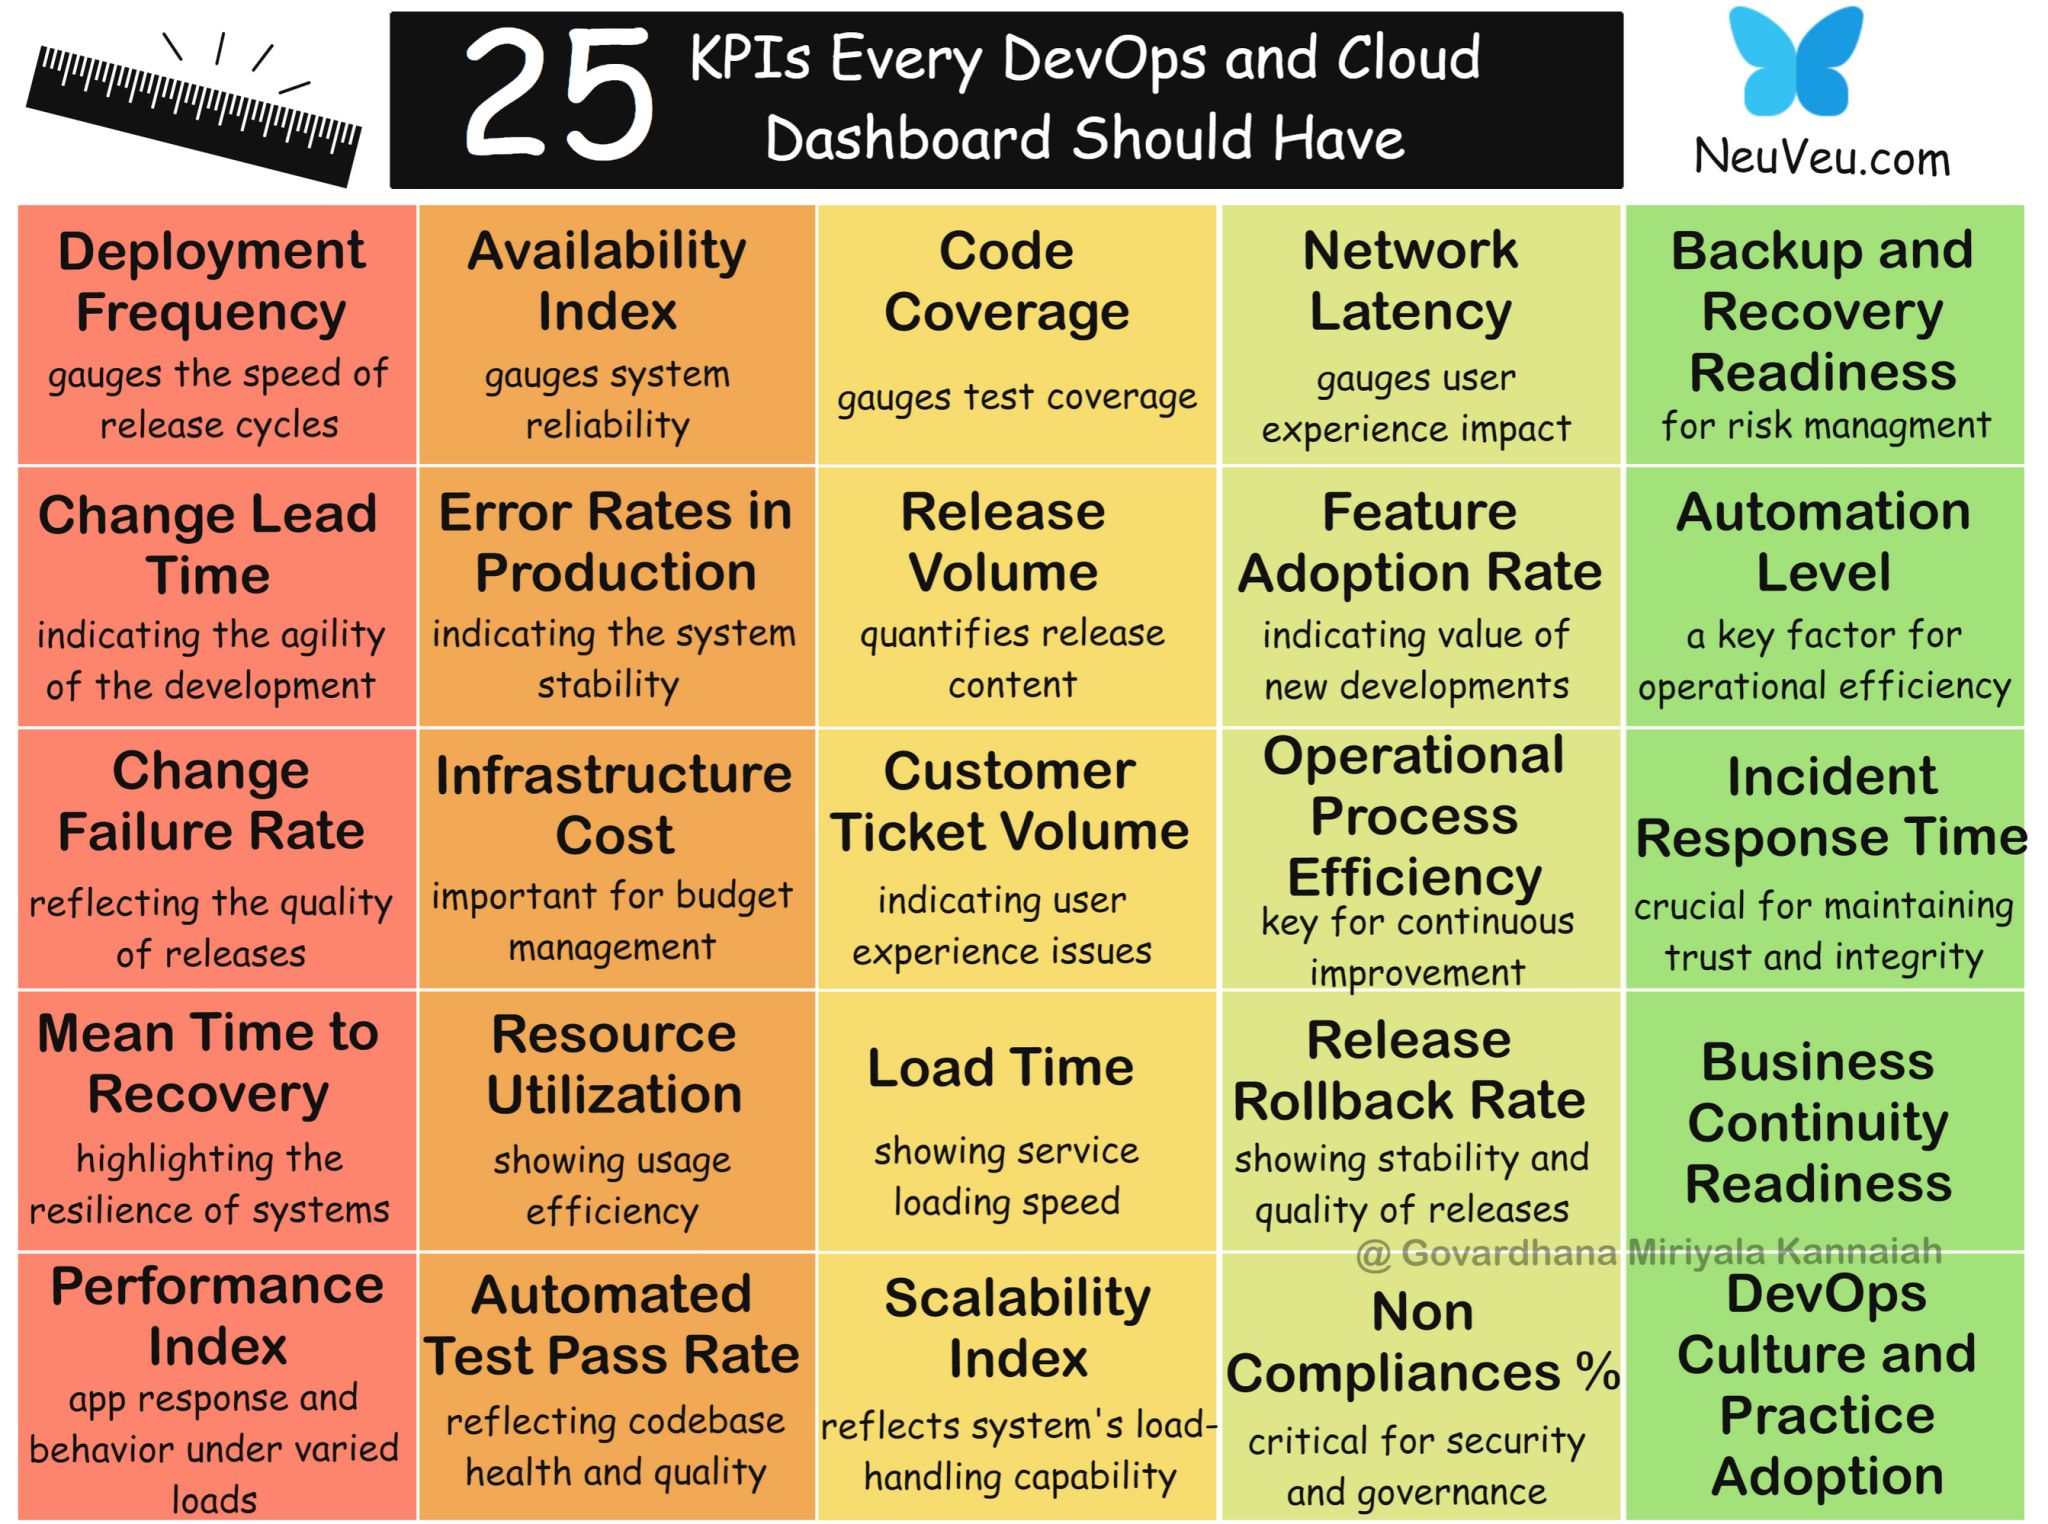 25
KPIs Every DevOps and Cloud
Dashboard Should Have
NeuVeu.com
Deployment
Frequency
gauges the speed of
release cycles
Availability
Index
gauges system
reliability
Code
Coverage
gauges test coverage
Network
Latency
gauges user
experience impact
Backup and
Recovery
Readiness
for risk managment
Change Lead
Time
indicating the agility
of the development
Error Rates in
Production
indicating the system
stability
Release
Volume
quantifies release
content
Feature
Adoption Rate
indicating value of
new developments
Automation
Level
a key factor for
operational efficiency
Change
Failure Rate
reflecting the quality
of releases
Infrastructure
Cost
important for budget
management
Customer
Ticket Volume
indicating user
experience issues
Operational
Process
Efficiency
key for continuous
improvement
Incident
Response Time
crucial for maintaining
trust and integrity
Mean Time to
Recovery
highlighting the
resilience of systems
Resource
Utilization
showing usage
efficiency
Load Time
showing service
loading speed
Release
Rollback Rate
showing stability and
quality of releases
Business
Continuity
Readiness
@ Govardhana Miriyala Kannaiah
Performance
Index
app response and
behavior under varied
loads
Automated
Test Pass Rate
reflecting codebase
health and quality
Scalability
Index
reflects system's load-
handling capability
Non
Compliances %
critical for security
and governance
DevOps
Culture and
Practice
Adoption